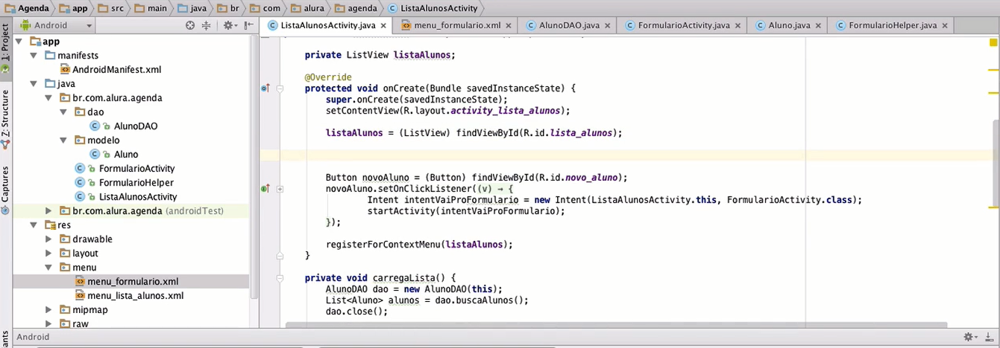 Agenda app src main java br com alura agenda ListaAlunosActivity
Android
ListaAlunosActivity.java menu_formulario.xml AlunoDAO.java FormularioActivity.java Aluno.java FormularioHelper.java
1: Project
Z: Structure
Captures
app
manifests
AndroidManifest.xml
java
br.com.alura.agenda
dao
AlunoDAO
modelo
Aluno
FormularioActivity
FormularioHelper
ListaAlunosActivity
br.com.alura.agenda (androidTest)
res
drawable
layout
menu
menu_formulario.xml
menu_lista_alunos.xml
mipmap
raw
private ListView listaAlunos;
@Override
protected void onCreate(Bundle savedInstanceState) {
super.onCreate(savedInstanceState);
setContentView(R.layout.activity_lista_alunos);
listaAlunos = (ListView) findViewById(R.id.lista_alunos);
Button novoAluno = (Button) findViewById(R.id.novo_aluno);
novoAluno.setOnClickListener((v) → {
Intent intentVaiProFormulario = new Intent(ListaAlunosActivity.this, FormularioActivity.class);
startActivity(intentVaiProFormulario);
});
registerForContextMenu(listaAlunos);
}
private void carregaLista() {
AlunoDAO dao = new AlunoDAO(this);
List<Aluno> alunos = dao.buscaAlunos();
dao.close();
Android